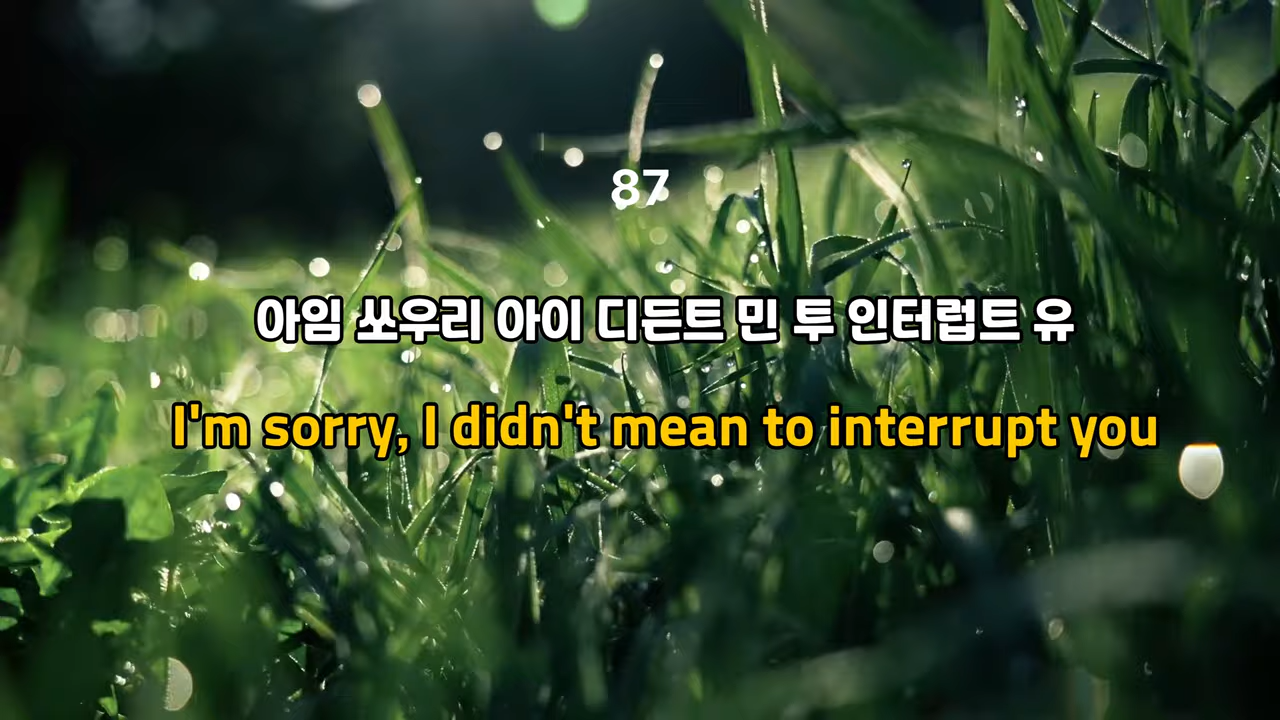 87
아임 쏘우리 아이 디든트 민 투 인터럽트 유
I'm sorry, I didn't mean to interrupt you